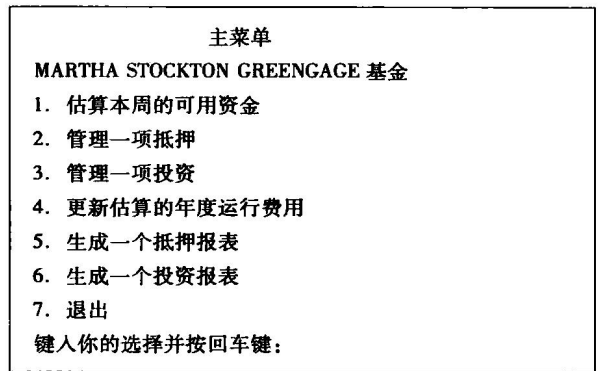 主菜单
MARTHA STOCKTON GREENGAGE 基金
1. 估算本周的可用资金
2. 管理一项抵押
3. 管理一项投资
4. 更新估算的年度运行费用
5. 生成一个抵押报表
6. 生成一个投资报表
7. 退出
键入你的选择并按回车键: